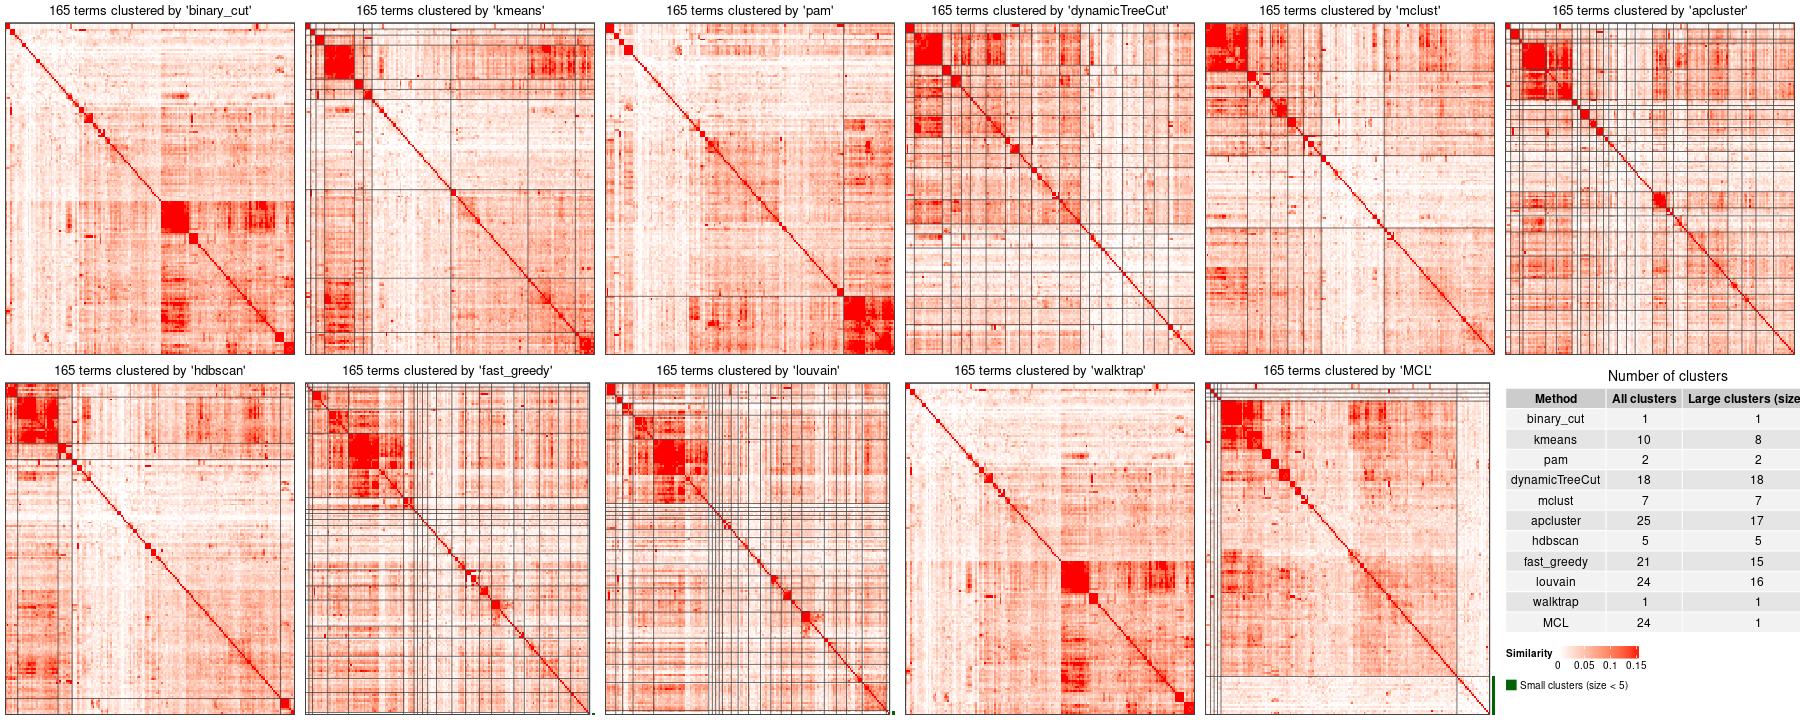 165 terms clustered by 'binary_cut'
165 terms clustered by 'kmeans'
165 terms clustered by 'pam'
165 terms clustered by 'dynamicTreeCut'
165 terms clustered by 'mclust'
165 terms clustered by 'apcluster'
165 terms clustered by 'hdbscan'
165 terms clustered by 'fast_greedy'
165 terms clustered by 'louvain'
165 terms clustered by 'walktrap'
165 terms clustered by 'MCL'
Number of clusters
Method All clusters Large clusters (size
binary_cut 1 1
kmeans 10 8
pam 2 2
dynamicTreeCut 18 18
mclust 7 7
apcluster 25 17
hdbscan 5 5
fast_greedy 21 15
louvain 24 16
walktrap 1 1
MCL 24 1
Similarity
0 0.05 0.1 0.15
Small clusters (size < 5)